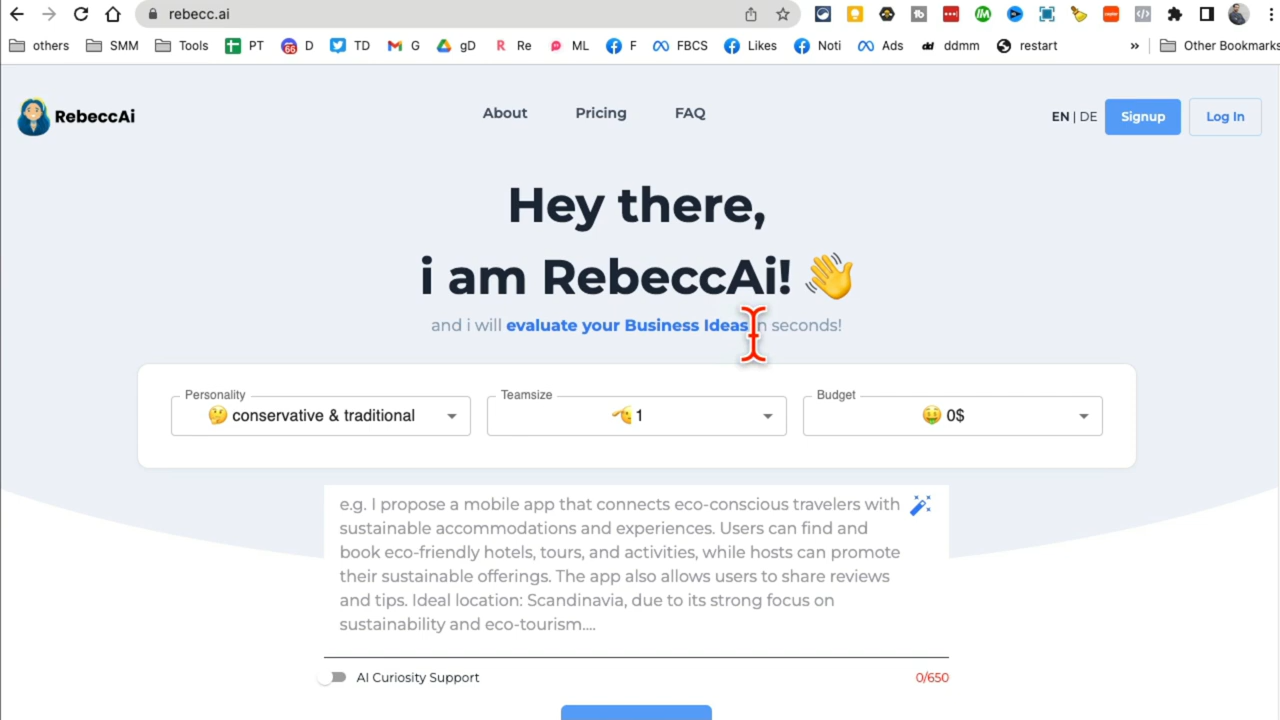 rebecc.ai
others SMM Tools PT D TD G gD Re ML F FBCS Likes Noti Ads ddmm restart » Other Bookmarks
RebeccAi About Pricing FAQ EN | DE Signup Log In
Hey there,
i am RebeccAi! 👋
and i will evaluate your Business Ideas in seconds!
Personality Teamsize Budget
🤔 conservative & traditional 🤏 1 🤑 0$
e.g. I propose a mobile app that connects eco-conscious travelers with
sustainable accommodations and experiences. Users can find and
book eco-friendly hotels, tours, and activities, while hosts can promote
their sustainable offerings. The app also allows users to share reviews
and tips. Ideal location: Scandinavia, due to its strong focus on
sustainability and eco-tourism....
AI Curiosity Support 0/650